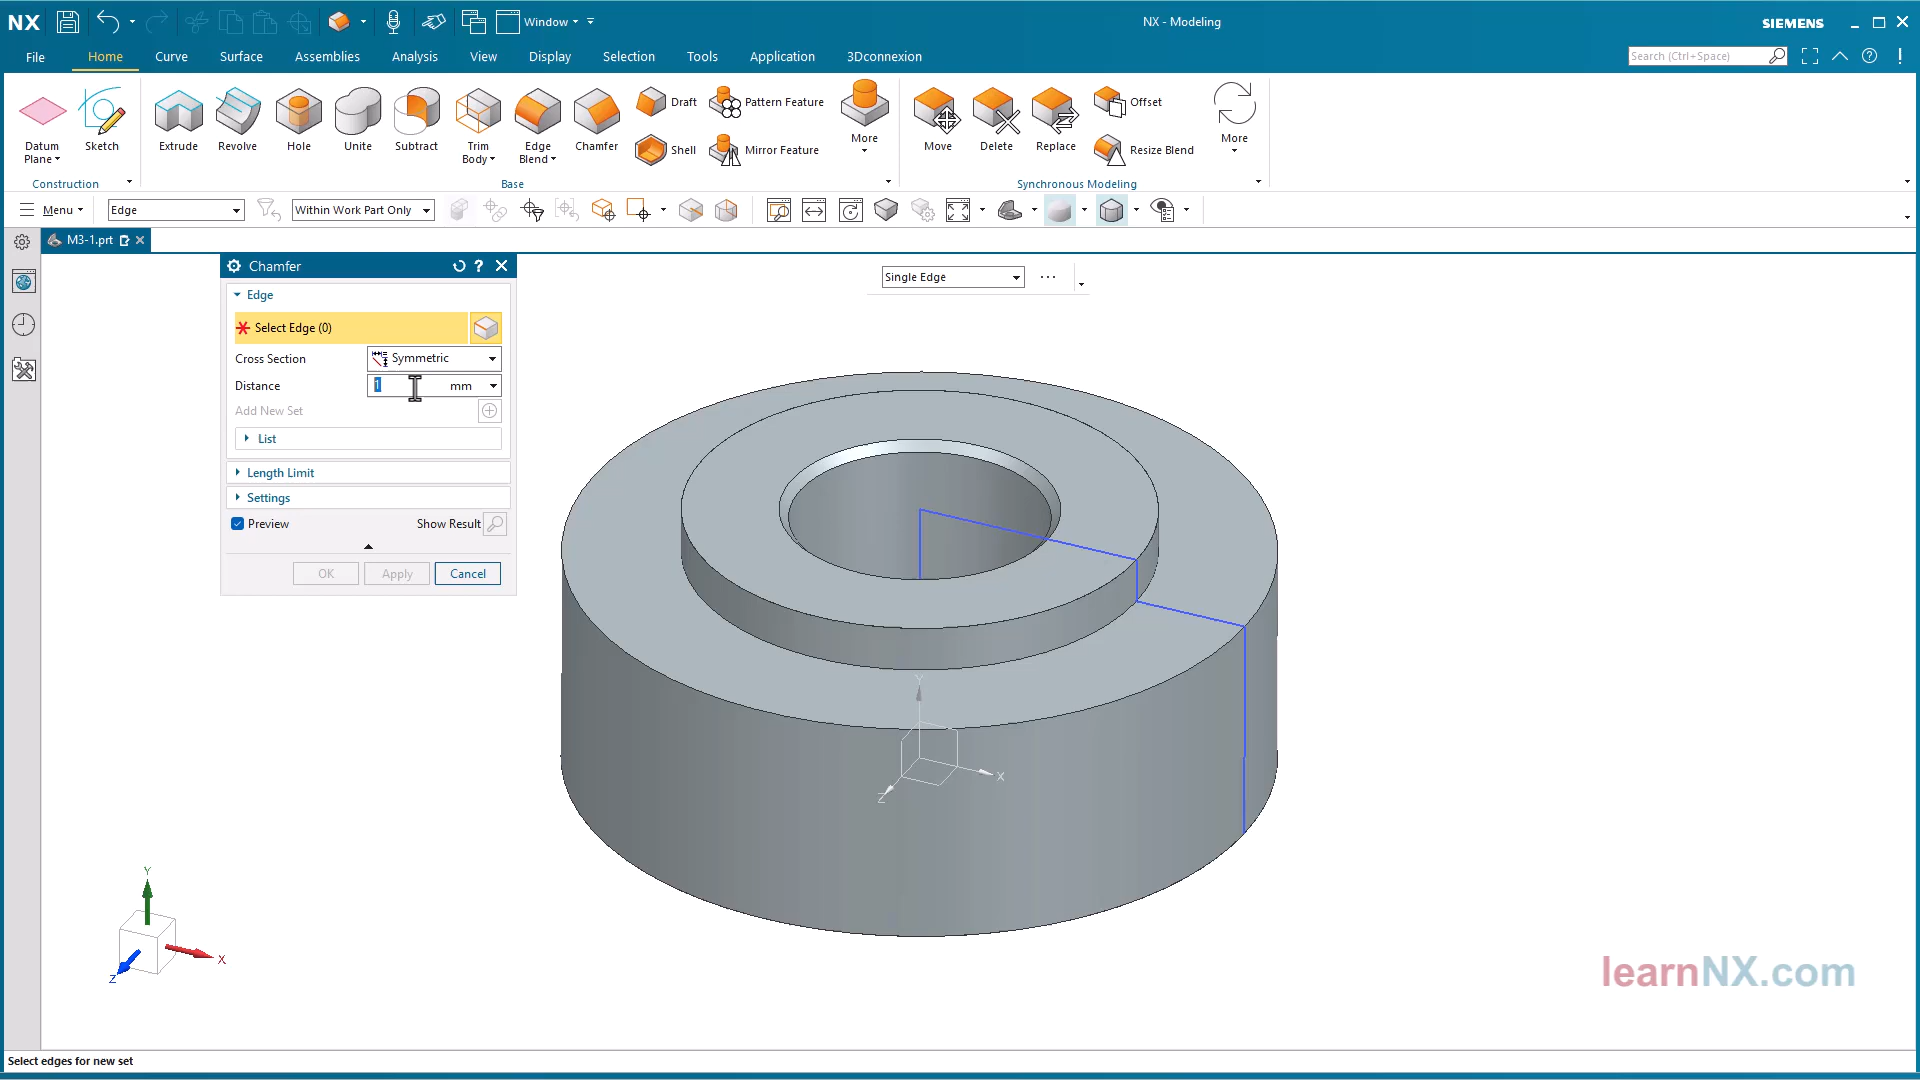 NX
Window
NX - Modeling
SIEMENS
File
Home
Curve
Surface
Assemblies
Analysis
View
Display
Selection
Tools
Application
3Dconnexion
Search (Ctrl+Space)
Datum Plane
Sketch
Extrude
Revolve
Hole
Unite
Subtract
Trim Body
Edge Blend
Chamfer
Draft
Shell
Pattern Feature
Mirror Feature
More
Move
Delete
Replace
Offset
Resize Blend
More
Construction
Base
Synchronous Modeling
Menu
Edge
Within Work Part Only
M3-1.prt
Chamfer
Edge
Select Edge (0)
Cross Section
Symmetric
Distance
1
mm
Add New Set
List
Length Limit
Settings
Preview
Show Result
OK
Apply
Cancel
Single Edge
Y
X
Z
Y
X
Z
learnNX.com
Select edges for new set